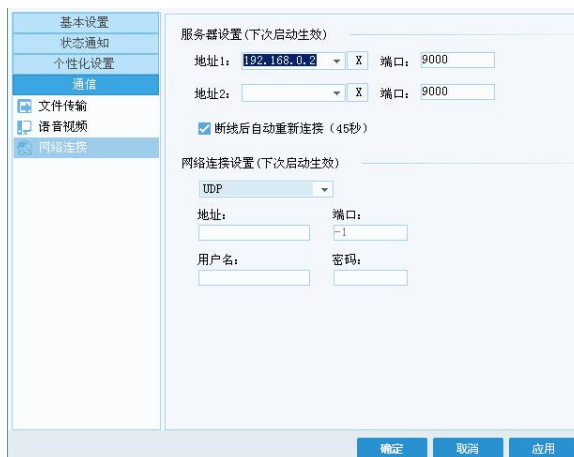 基本设置
状态通知
个性化设置
通信
文件传输
语音视频
网络连接
服务器设置(下次启动生效)
地址1: 192.168.0.2 X 端口: 9000
地址2: X 端口: 9000
断线后自动重新连接 (45秒)
网络连接设置(下次启动生效)
UDP
地址: 端口:
-1
用户名: 密码:
确定 取消 应用